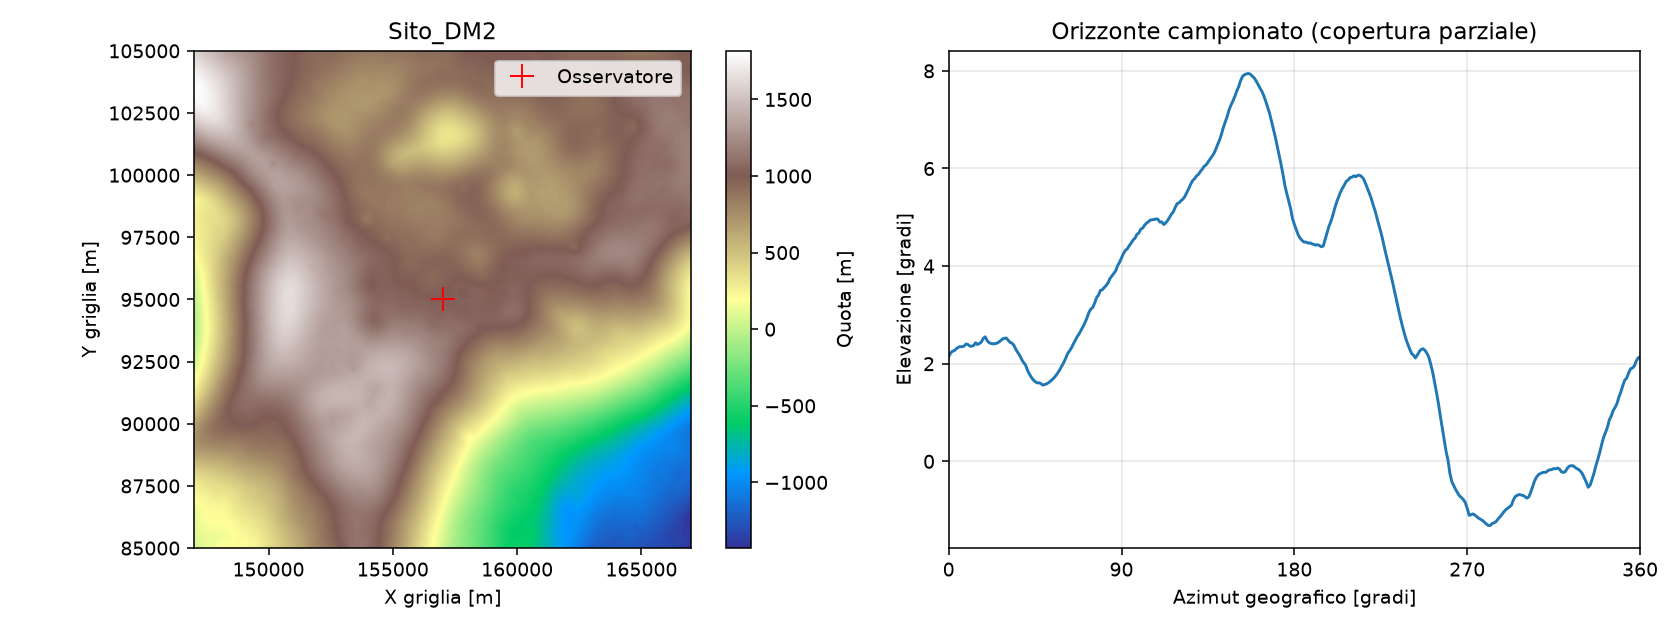 Sito_DM2
Osservatore
105000
102500
100000
97500
95000
92500
90000
87500
85000
Y griglia [m]
150000 155000 160000 165000
X griglia [m]
1500
1000
500
0
−500
−1000
Quota [m]
Orizzonte campionato (copertura parziale)
8
6
4
2
0
Elevazione [gradi]
0 90 180 270 360
Azimut geografico [gradi]